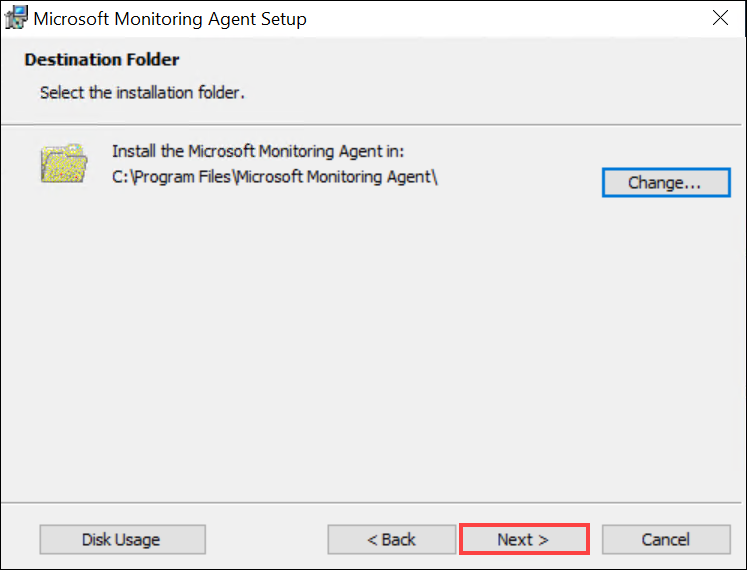 Microsoft Monitoring Agent Setup
Destination Folder
Select the installation folder.
Install the Microsoft Monitoring Agent in:
C:\Program Files\Microsoft Monitoring Agent\
Change...
Disk Usage
< Back
Next >
Cancel